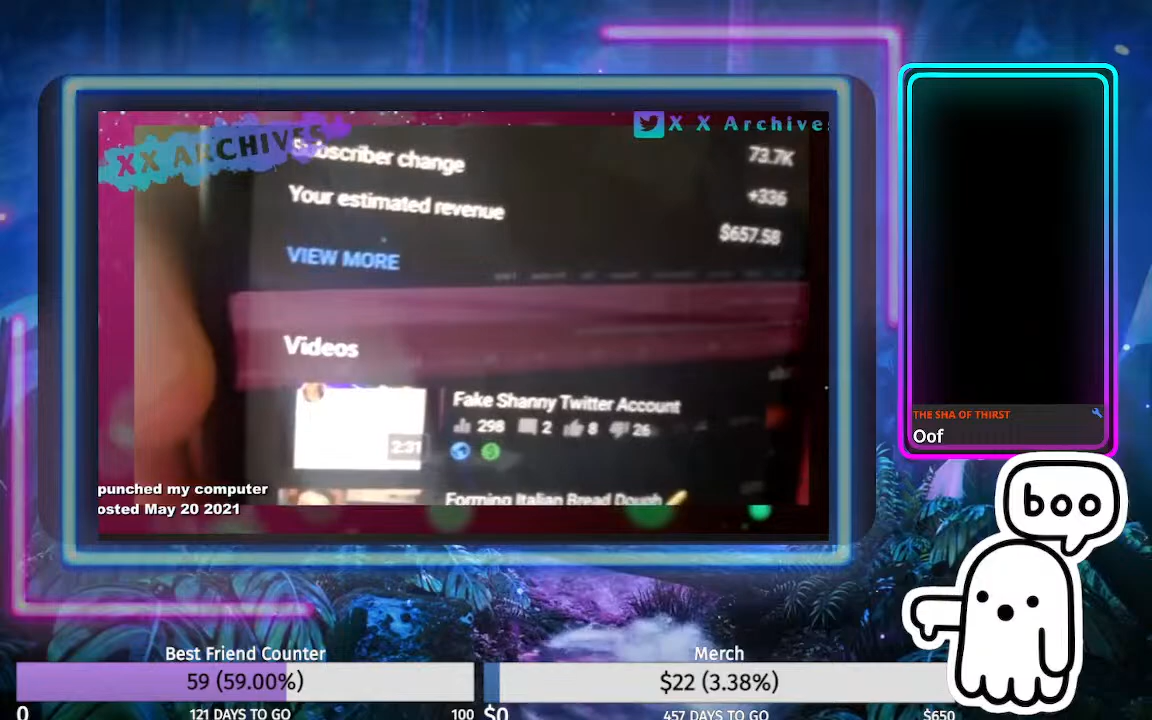 XX ARCHIVES
X X Archive
Subscriber change
73.7K
Your estimated revenue
+336
$657.58
VIEW MORE
Videos
Fake Shanny Twitter Account
298 2 8 26
2:31
Forming Italian Bread Dough
punched my computer
osted May 20 2021
THE SHA OF THIRST
Oof
boo
Best Friend Counter
59 (59.00%)
0 121 DAYS TO GO 100
Merch
$22 (3.38%)
$0 457 DAYS TO GO $650